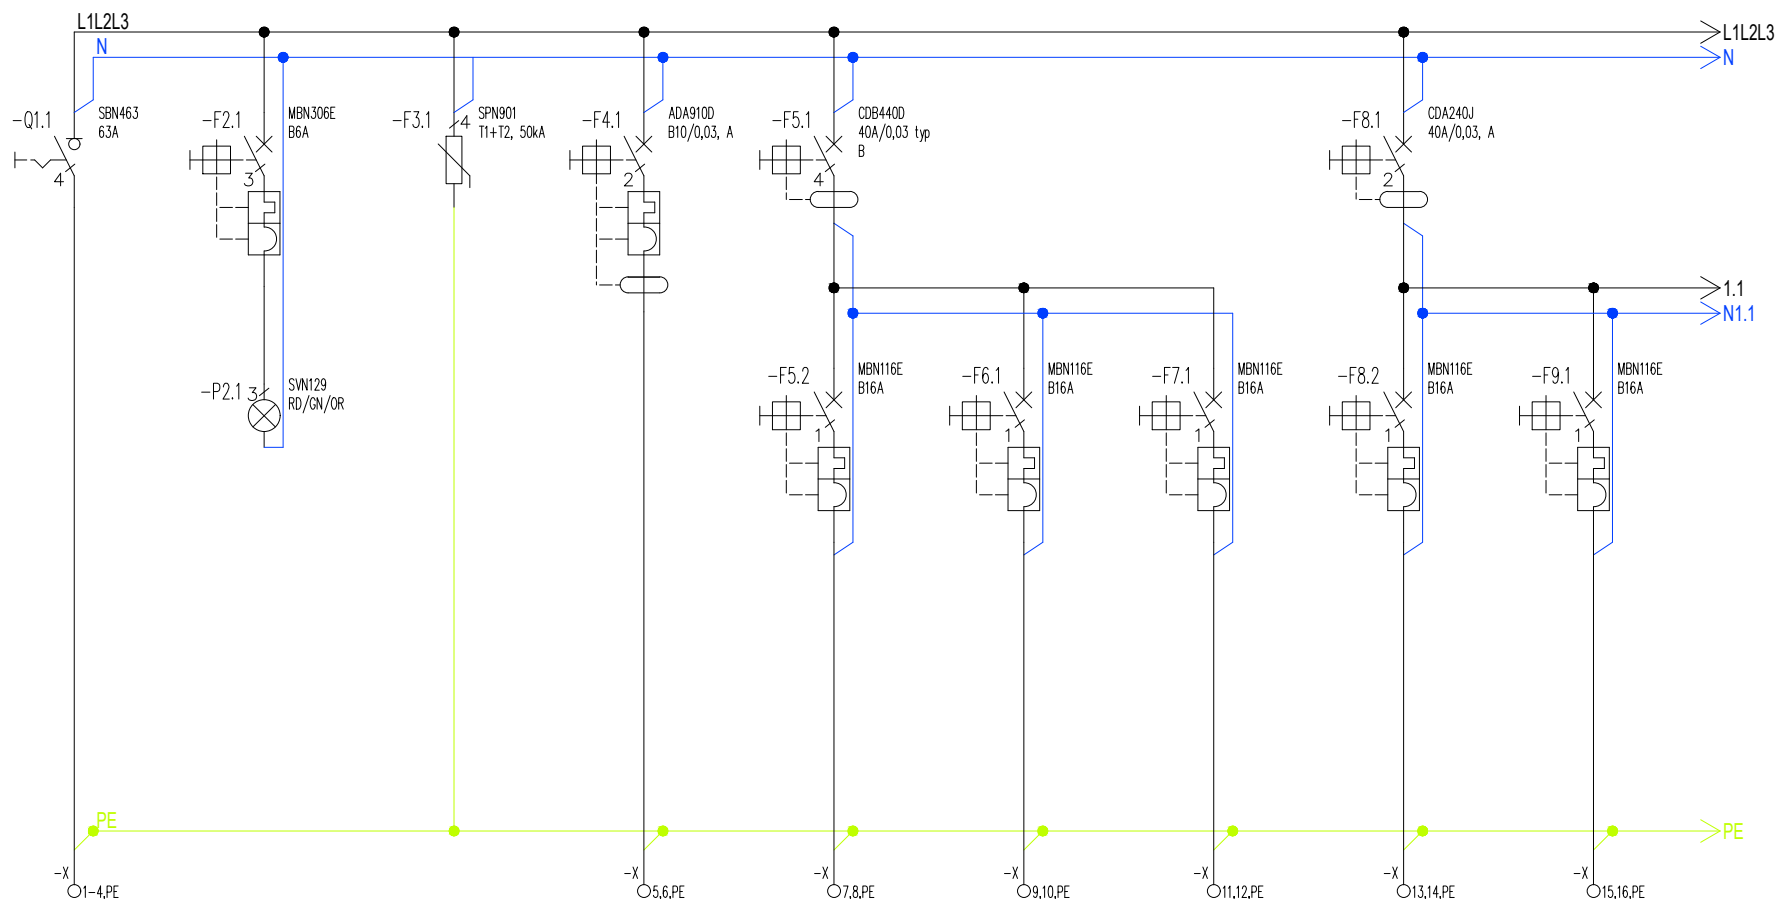 L1L2L3
L1L2L3
N
N
-Q1.1
SBN463
63A
4
-F2.1
MBN306E
B6A
3
-F3.1
SPN901
T1+T2, 50kA
4
-F4.1
ADA910D
B10/0,03, A
2
-F5.1
CDB440D
40A/0,03 typ
B
4
-F8.1
CDA240J
40A/0,03, A
2
1.1
N1.1
-P2.1
3
SVN129
RD/GN/OR
-F5.2
MBN116E
B16A
1
-F6.1
MBN116E
B16A
1
-F7.1
MBN116E
B16A
1
-F8.2
MBN116E
B16A
1
-F9.1
MBN116E
B16A
1
PE
PE
-X
1-4,PE
-X
5,6,PE
-X
7,8,PE
-X
9,10,PE
-X
11,12,PE
-X
13,14,PE
-X
15,16,PE